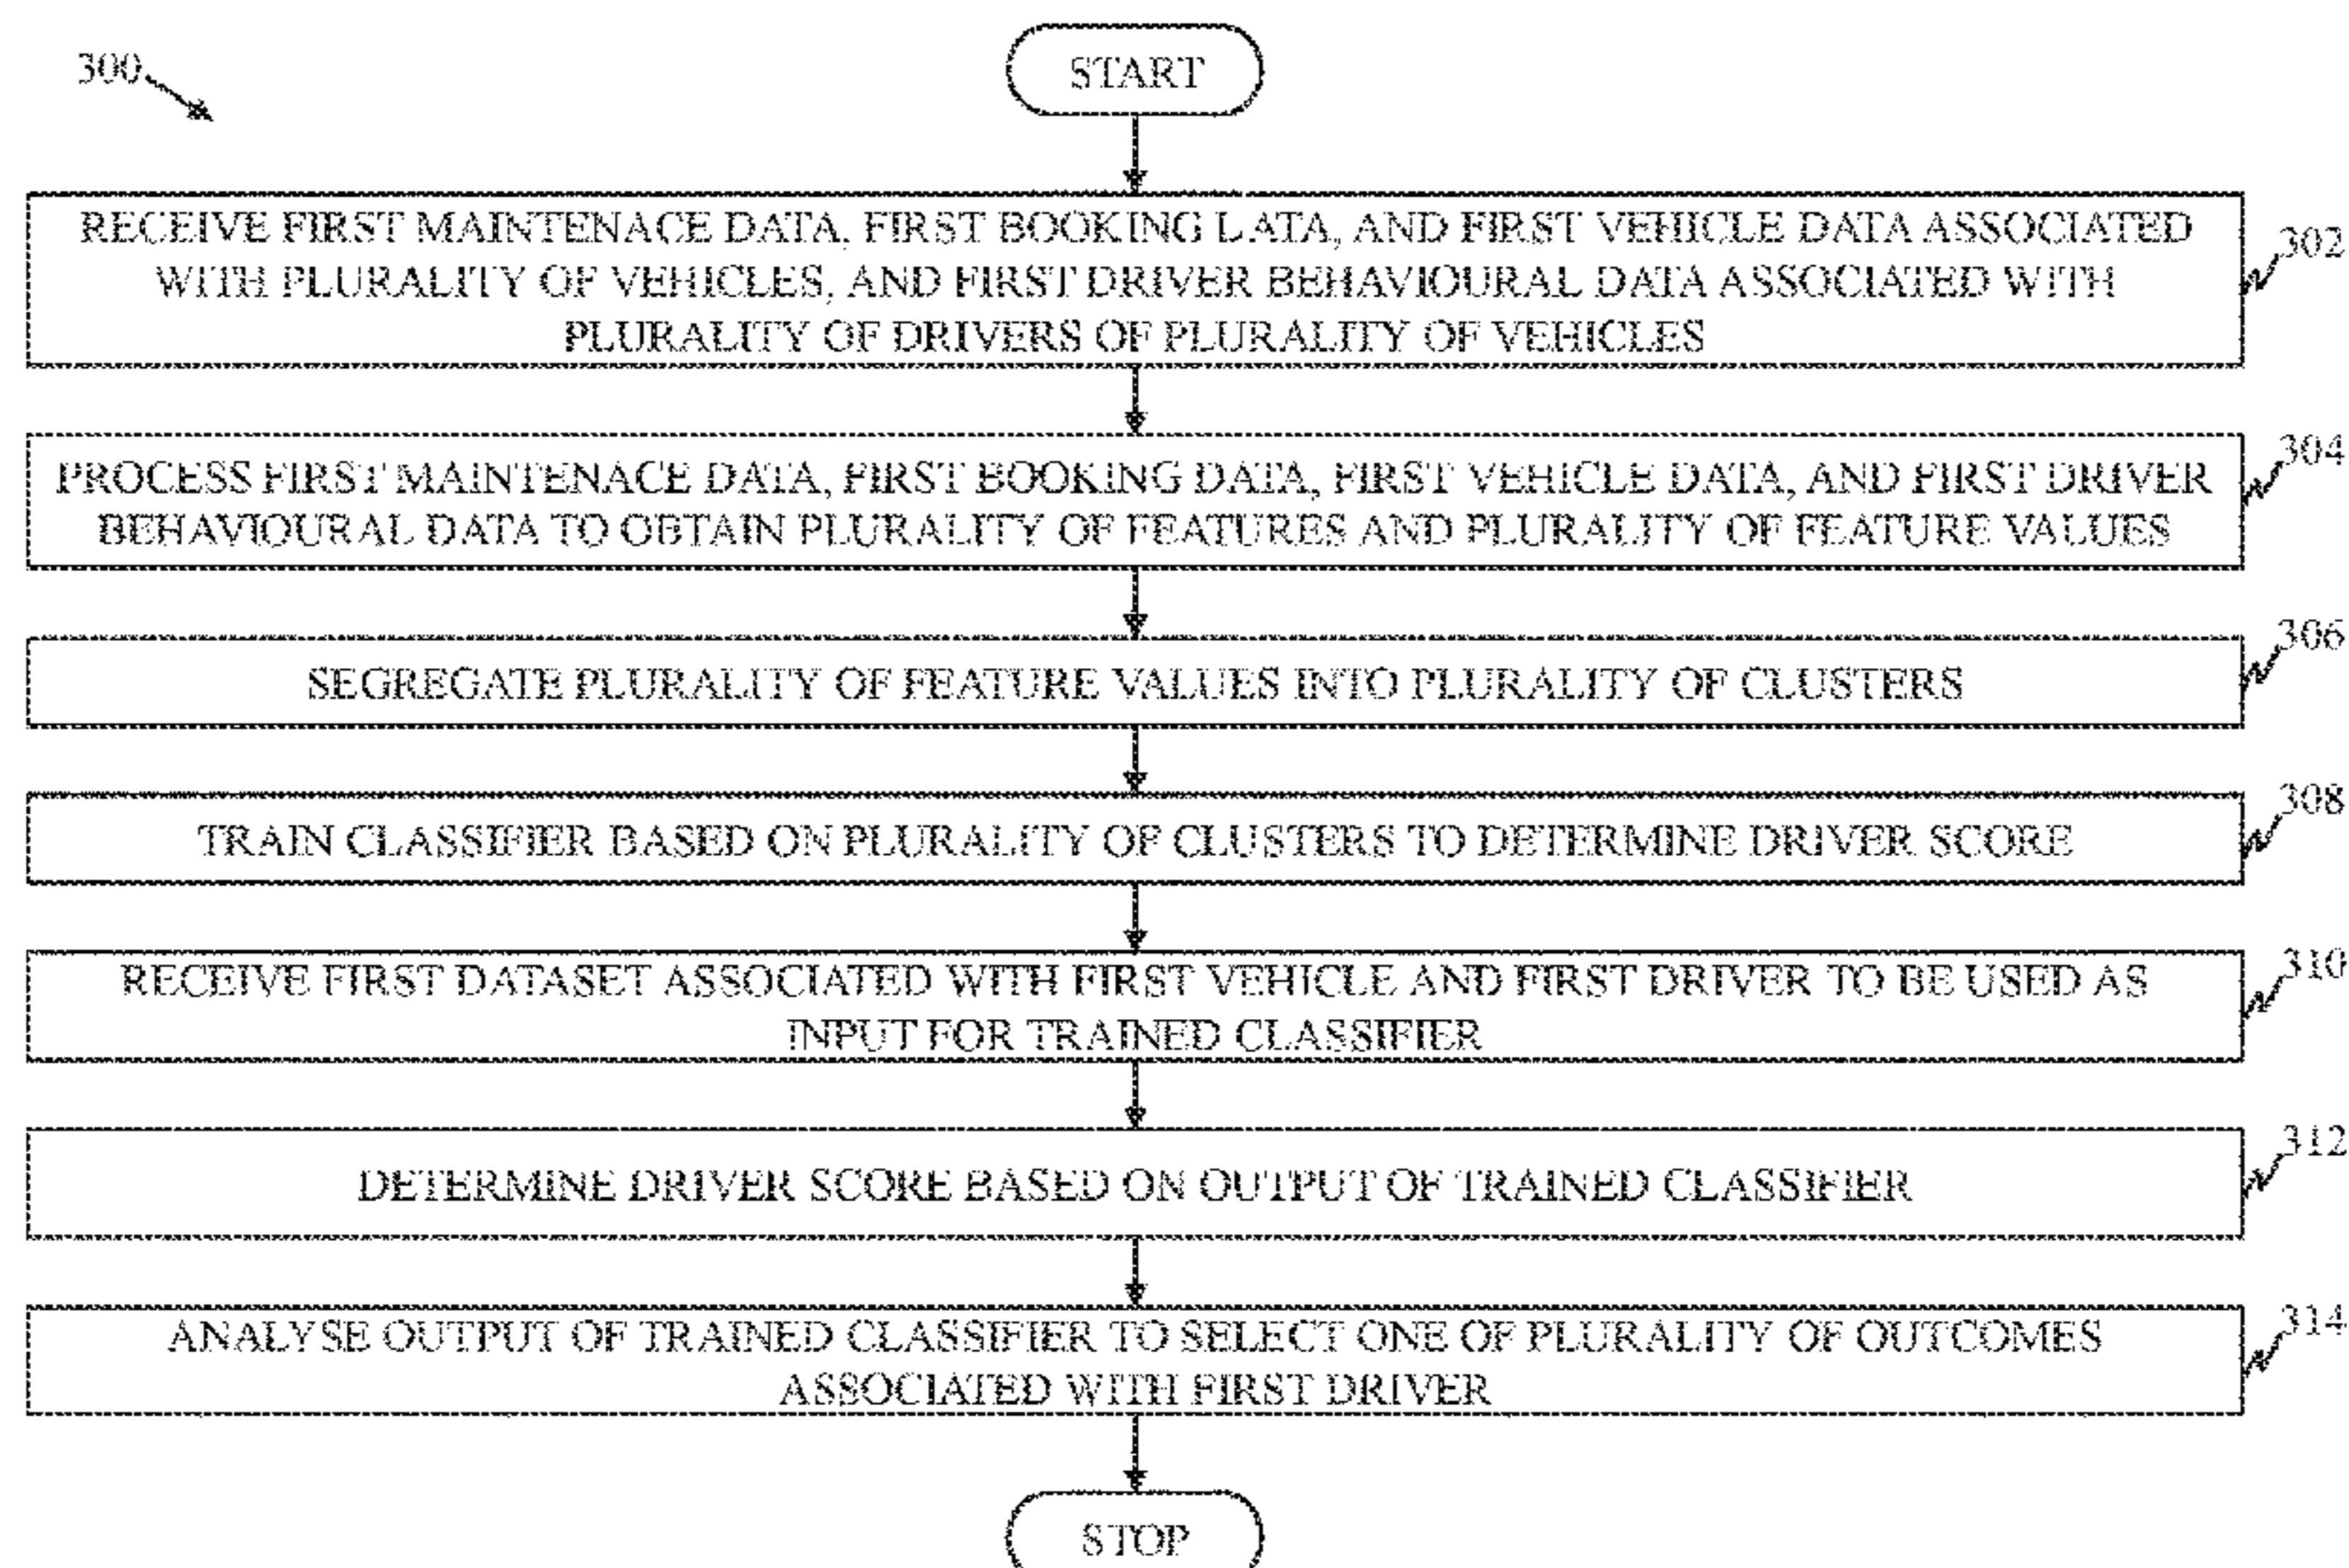 300
START
RECEIVE FIRST MAINTENACE DATA, FIRST BOOKING LATA, AND FIRST VEHICLE DATA ASSOCIATED
WITH PLURALITY OF VEHICLES, AND FIRST DRIVER BEHAVIOURAL DATA ASSOCIATED WITH
PLURALITY OF DRIVERS OF PLURALITY OF VEHICLES
302
PROCESS FIRST MAINTENACE DATA, FIRST BOOKING DATA, FIRST VEHICLE DATA, AND FIRST DRIVER
BEHAVIOURAL DATA TO OBTAIN PLURALITY OF FEATURES AND PLURALITY OF FEATURE VALUES
304
SEGREGATE PLURALITY OF FEATURE VALUES INTO PLURALITY OF CLUSTERS
306
TRAIN CLASSIFIER BASED ON PLURALITY OF CLUSTERS TO DETERMINE DRIVER SCORE
308
RECEIVE FIRST DATASET ASSOCIATED WITH FIRST VEHICLE AND FIRST DRIVER TO BE USED AS
INPUT FOR TRAINED CLASSIFIER
310
DETERMINE DRIVER SCORE BASED ON OUTPUT OF TRAINED CLASSIFIER
312
ANALYSE OUTPUT OF TRAINED CLASSIFIER TO SELECT ONE OF PLURALITY OF OUTCOMES
ASSOCIATED WITH FIRST DRIVER
314
STOP